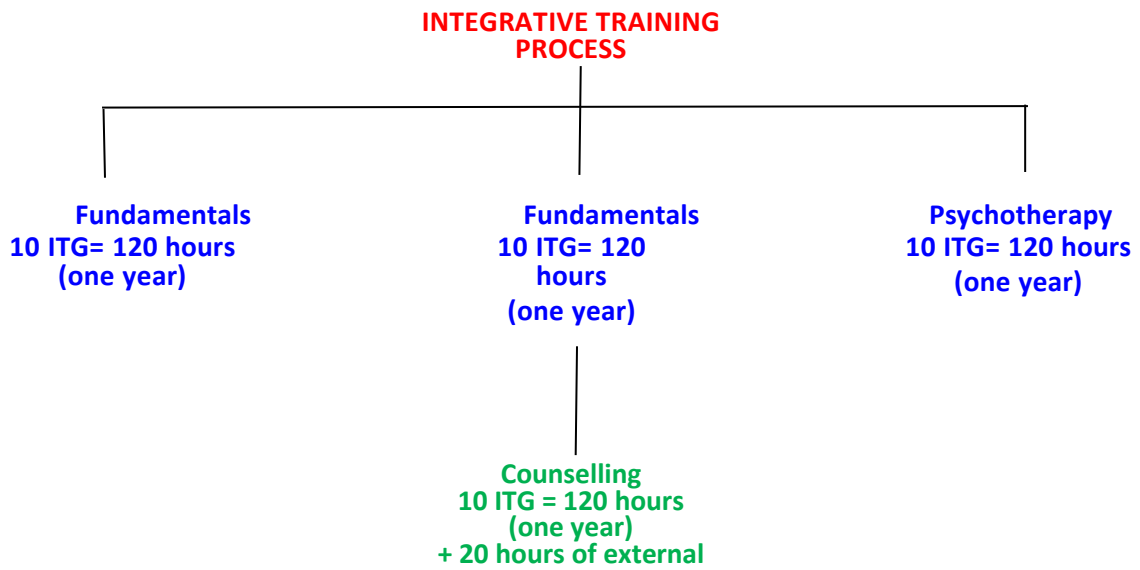 INTEGRATIVE TRAINING
PROCESS
Fundamentals
10 ITG= 120 hours
(one year)
Fundamentals
10 ITG= 120
hours
(one year)
Psychotherapy
10 ITG= 120 hours
(one year)
Counselling
10 ITG = 120 hours
(one year)
+ 20 hours of external